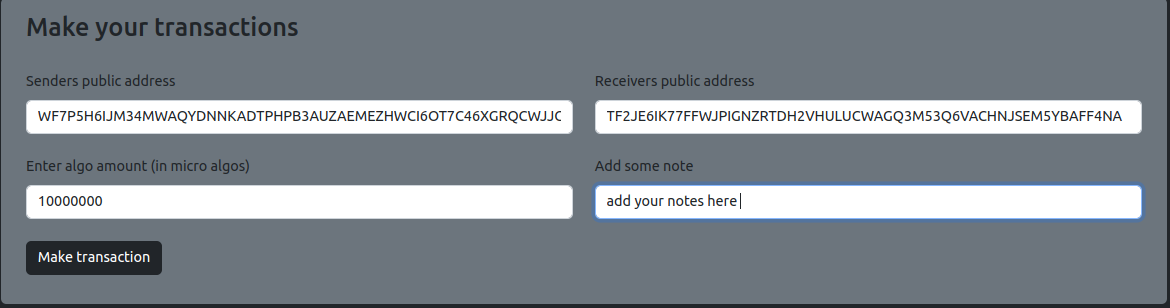 Make your transactions
Senders public address
Receivers public address
WF7P5H6IJM34MWAQYDNNKADTPHPB3AUZAEMEZHWCI6OT7C46XGRQCWJJC
TF2JE6IK77FFWJPIGNZRTDH2VHULUCWAGQ3M53Q6VACHNJSEM5YBAFF4NA
Enter algo amount (in micro algos)
Add some note
10000000
add your notes here
Make transaction